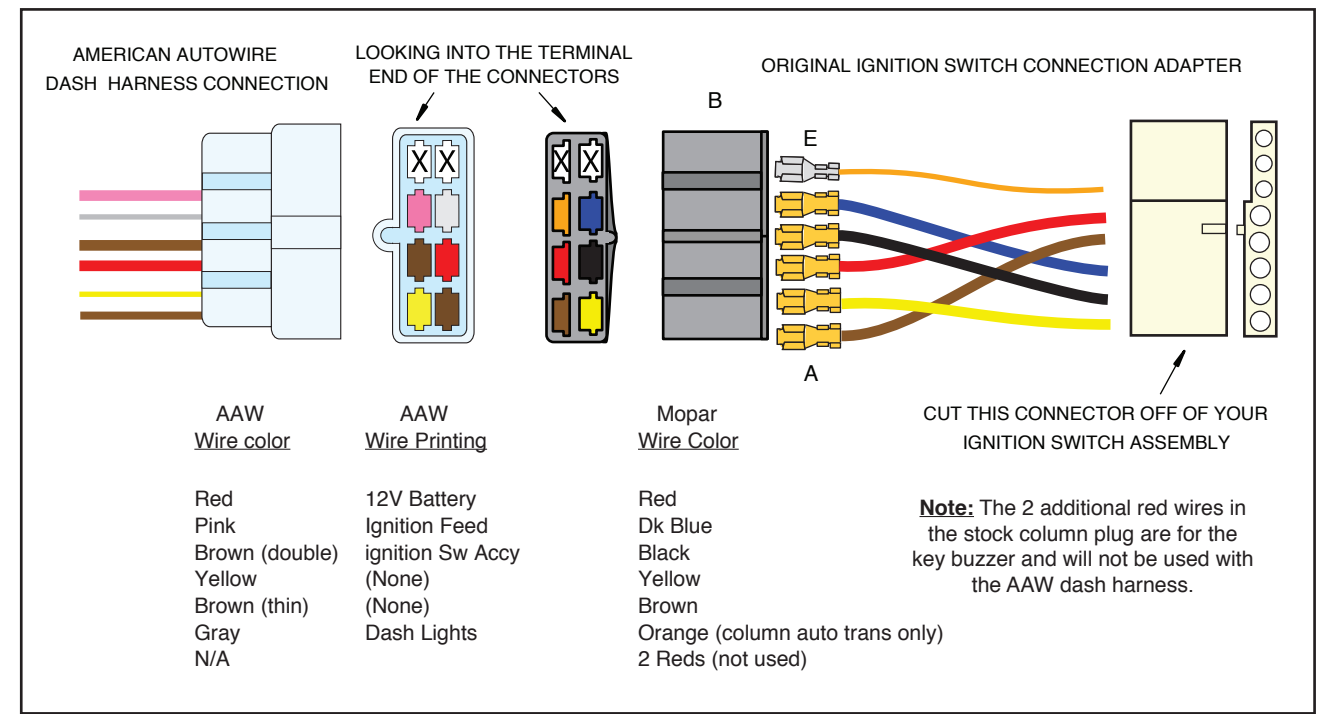 AMERICAN AUTOWIRE
DASH HARNESS CONNECTION
LOOKING INTO THE TERMINAL
END OF THE CONNECTORS
ORIGINAL IGNITION SWITCH CONNECTION ADAPTER
X X
X X
B
E
A
CUT THIS CONNECTOR OFF OF YOUR
IGNITION SWITCH ASSEMBLY
AAW
Wire color
Red
Pink
Brown (double)
Yellow
Brown (thin)
Gray
N/A
AAW
Wire Printing
12V Battery
Ignition Feed
ignition Sw Accy
(None)
(None)
Dash Lights
Mopar
Wire Color
Red
Dk Blue
Black
Yellow
Brown
Orange (column auto trans only)
2 Reds (not used)
Note: The 2 additional red wires in
the stock column plug are for the
key buzzer and will not be used with
the AAW dash harness.